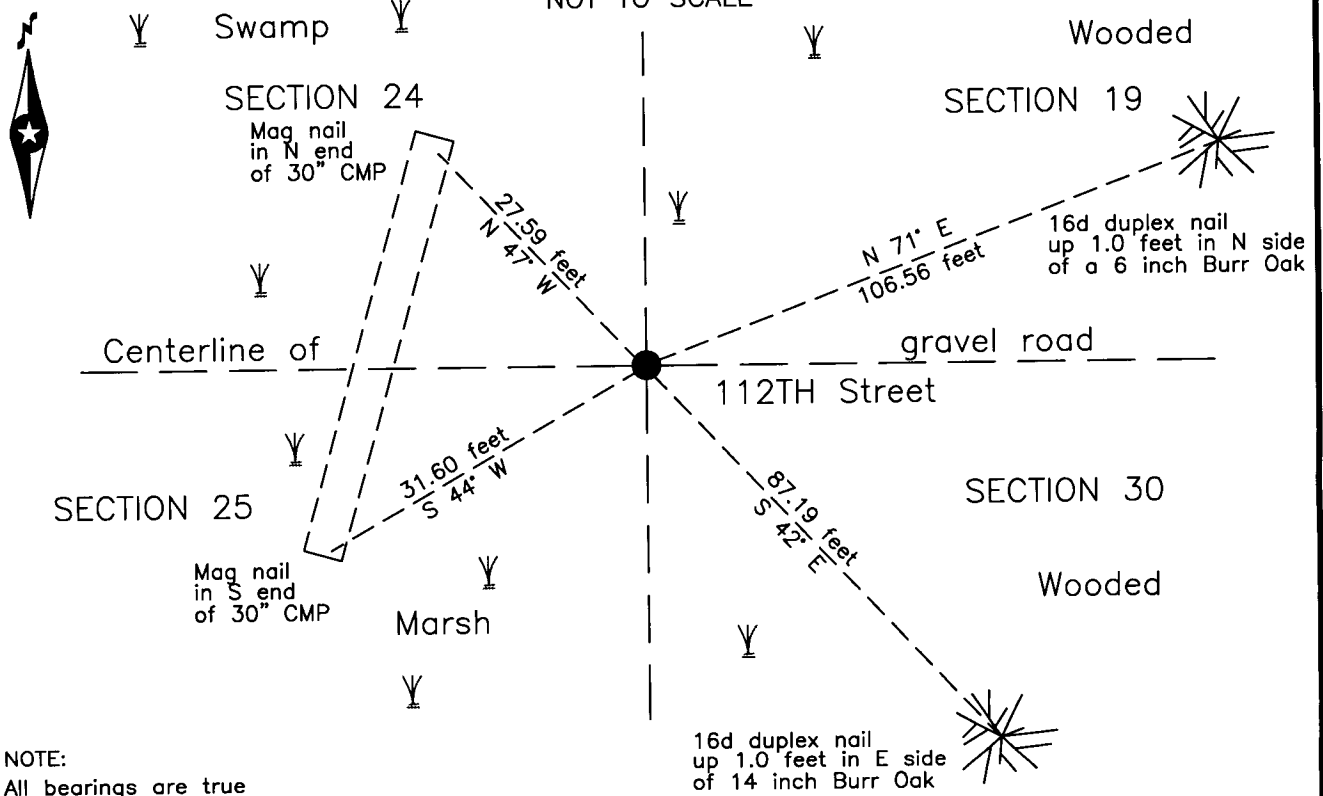 NOT TO SCALE
N
Swamp
Wooded
SECTION 24
SECTION 19
Mag nail
in N end
of 30" CMP
27.59 feet
N 47° W
N 71° E
106.56 feet
16d duplex nail
up 1.0 feet in N side
of a 6 inch Burr Oak
Centerline of
gravel road
112TH Street
31.60 feet
S 44° W
87.19 feet
S 42° E
SECTION 25
SECTION 30
Mag nail
in S end
of 30" CMP
Marsh
Wooded
16d duplex nail
up 1.0 feet in E side
of 14 inch Burr Oak
NOTE:
All bearings are true